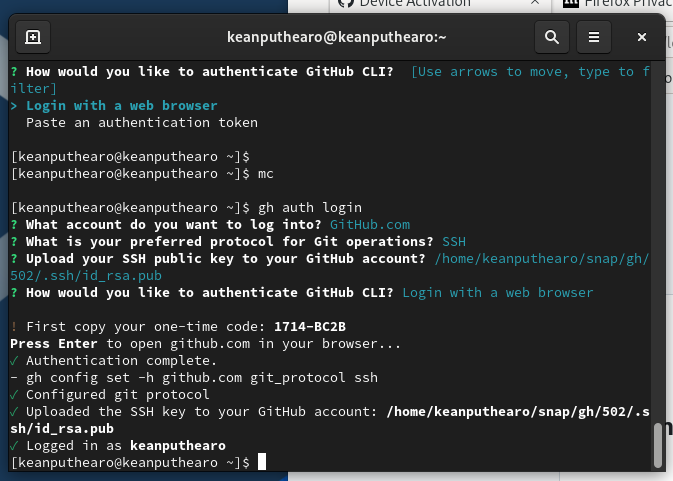 Device Activation
Firefox Privac
keanputhearo@keanputhearo:~
? How would you like to authenticate GitHub CLI?  [Use arrows to move, type to f
ilter]
> Login with a web browser
  Paste an authentication token
[keanputhearo@keanputhearo ~]$
[keanputhearo@keanputhearo ~]$ mc
[keanputhearo@keanputhearo ~]$ gh auth login
? What account do you want to log into? GitHub.com
? What is your preferred protocol for Git operations? SSH
? Upload your SSH public key to your GitHub account? /home/keanputhearo/snap/gh/
502/.ssh/id_rsa.pub
? How would you like to authenticate GitHub CLI? Login with a web browser
! First copy your one-time code: 1714-BC2B
Press Enter to open github.com in your browser...
✓ Authentication complete.
- gh config set -h github.com git_protocol ssh
✓ Configured git protocol
✓ Uploaded the SSH key to your GitHub account: /home/keanputhearo/snap/gh/502/.s
sh/id_rsa.pub
✓ Logged in as keanputhearo
[keanputhearo@keanputhearo ~]$